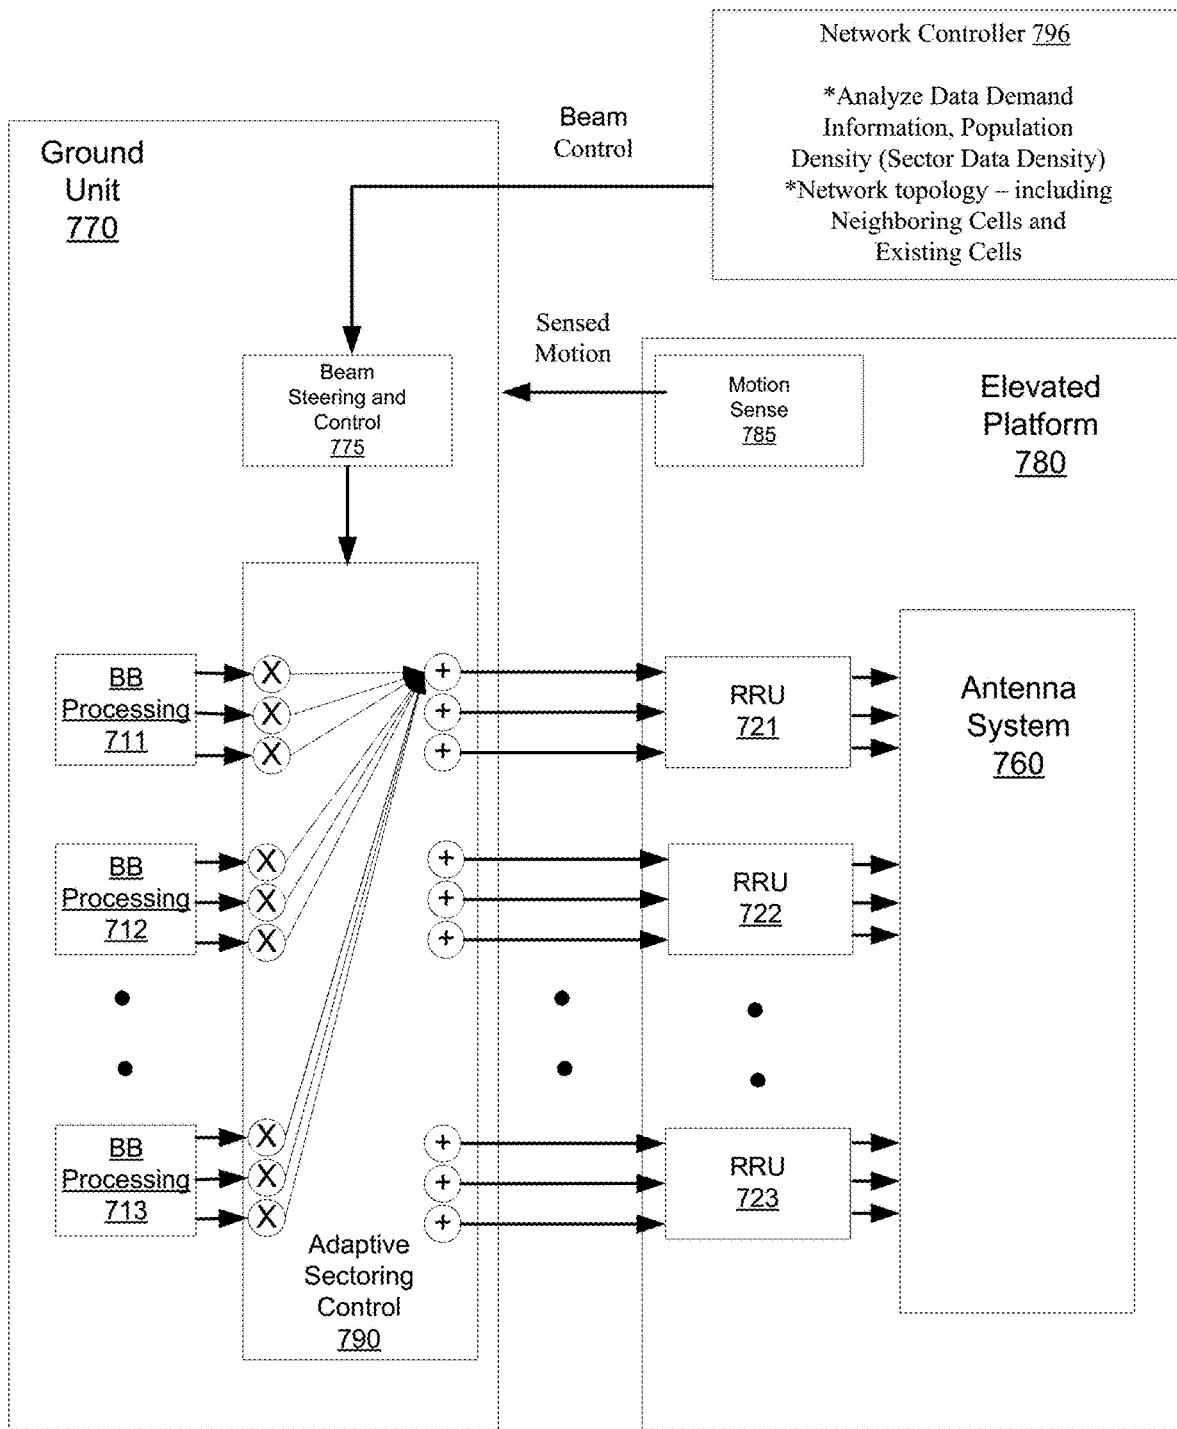 Network Controller 796
*Analyze Data Demand
Information, Population
Density (Sector Data Density)
*Network topology – including
Neighboring Cells and
Existing Cells
Beam
Control
Ground
Unit
770
Sensed
Motion
Beam
Steering and
Control
775
Motion
Sense
785
Elevated
Platform
780
BB
Processing
711
X
X
X
+
+
+
RRU
721
Antenna
System
760
BB
Processing
712
X
X
X
+
+
+
RRU
722
BB
Processing
713
X
X
X
+
+
+
RRU
723
Adaptive
Sectoring
Control
790